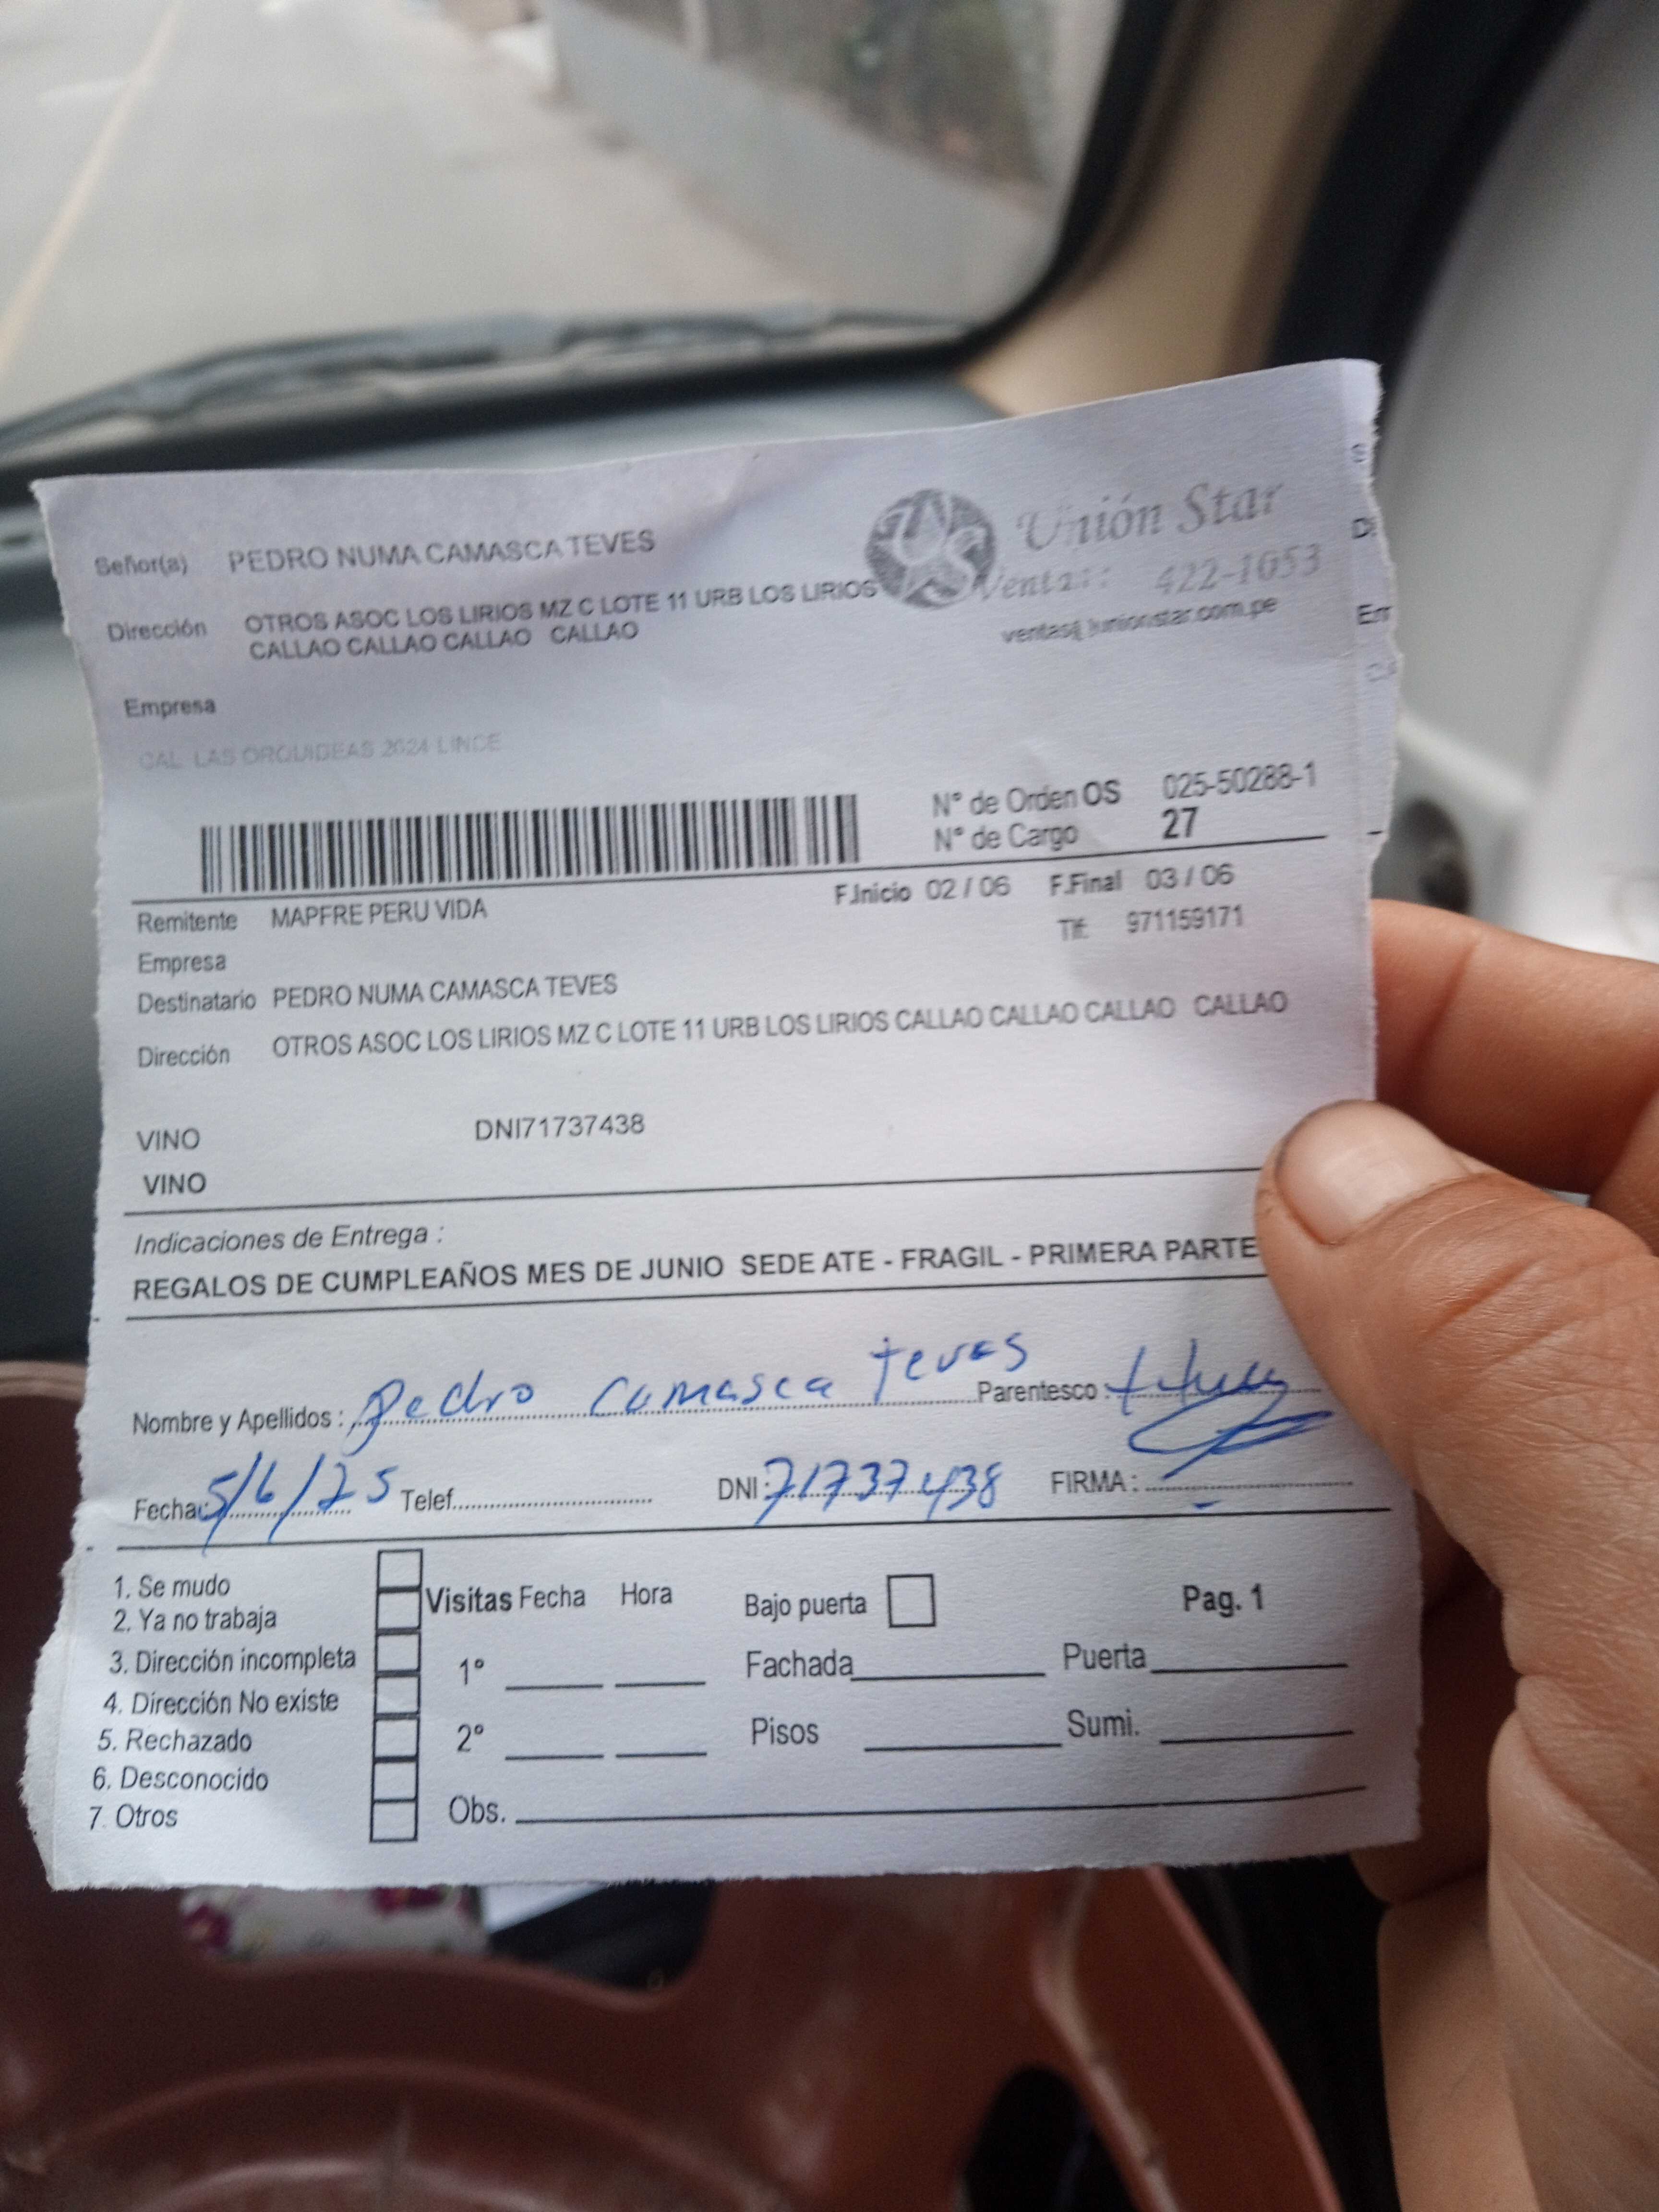 Señor(a) PEDRO NUMA CAMASCA TEVES
Unión Star
Ventas: 422-1053
Dirección OTROS ASOC LOS LIRIOS MZ C LOTE 11 URB LOS LIRIOS
CALLAO CALLAO CALLAO CALLAO
ventas@unionstar.com.pe
Empresa
CAL LAS ORQUIDEAS 2024 LINCE
N° de Orden OS 025-50288-1
N° de Cargo 27
F.Inicio 02 / 06 F.Final 03 / 06
Remitente MAPFRE PERU VIDA
Tlf: 971159171
Empresa
Destinatario PEDRO NUMA CAMASCA TEVES
Dirección OTROS ASOC LOS LIRIOS MZ C LOTE 11 URB LOS LIRIOS CALLAO CALLAO CALLAO CALLAO
VINO DNI71737438
VINO
Indicaciones de Entrega :
REGALOS DE CUMPLEAÑOS MES DE JUNIO SEDE ATE - FRAGIL - PRIMERA PARTE
Nombre y Apellidos : Pedro Camasca Teves Parentesco :
Fecha: 5/6/25 Telef. DNI: 71737438 FIRMA :
1. Se mudo
2. Ya no trabaja
3. Dirección incompleta
4. Dirección No existe
5. Rechazado
6. Desconocido
7. Otros
Visitas Fecha Hora
1°
2°
Obs.
Bajo puerta
Fachada
Pisos
Pag. 1
Puerta
Sumi.